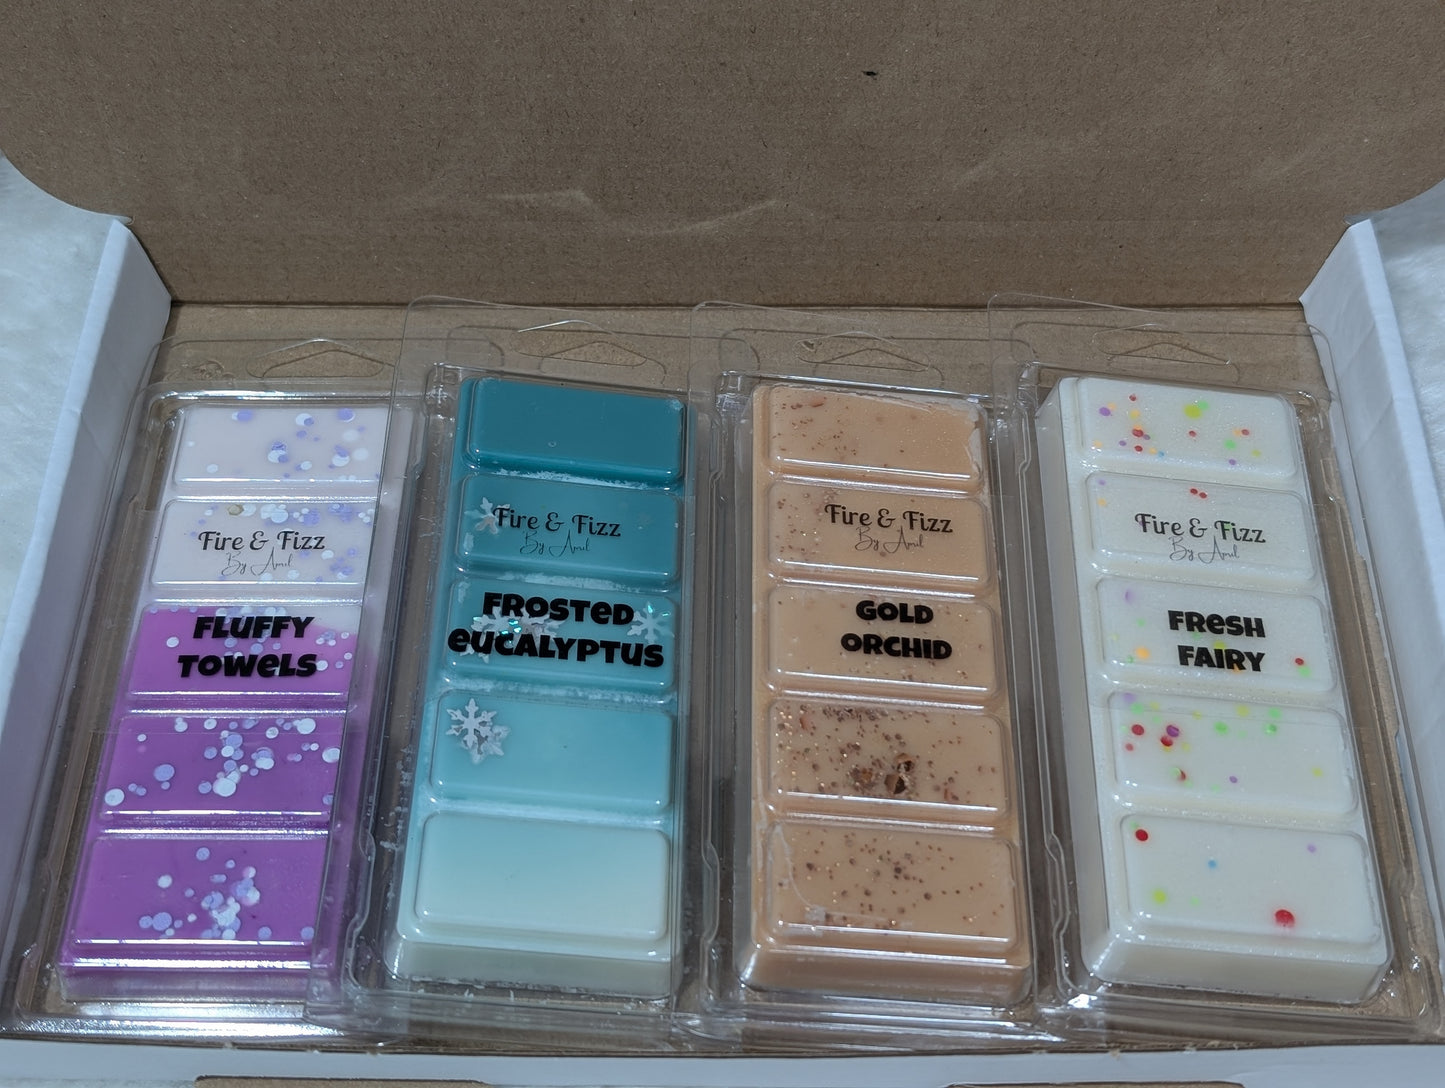 Fire & Fizz
By April
FLUFFY
TOWELS
Fire & Fizz
By April
FROSTED
EUCALYPTUS
Fire & Fizz
By April
GOLD
ORCHID
Fire & Fizz
By April
FRESH
FAIRY